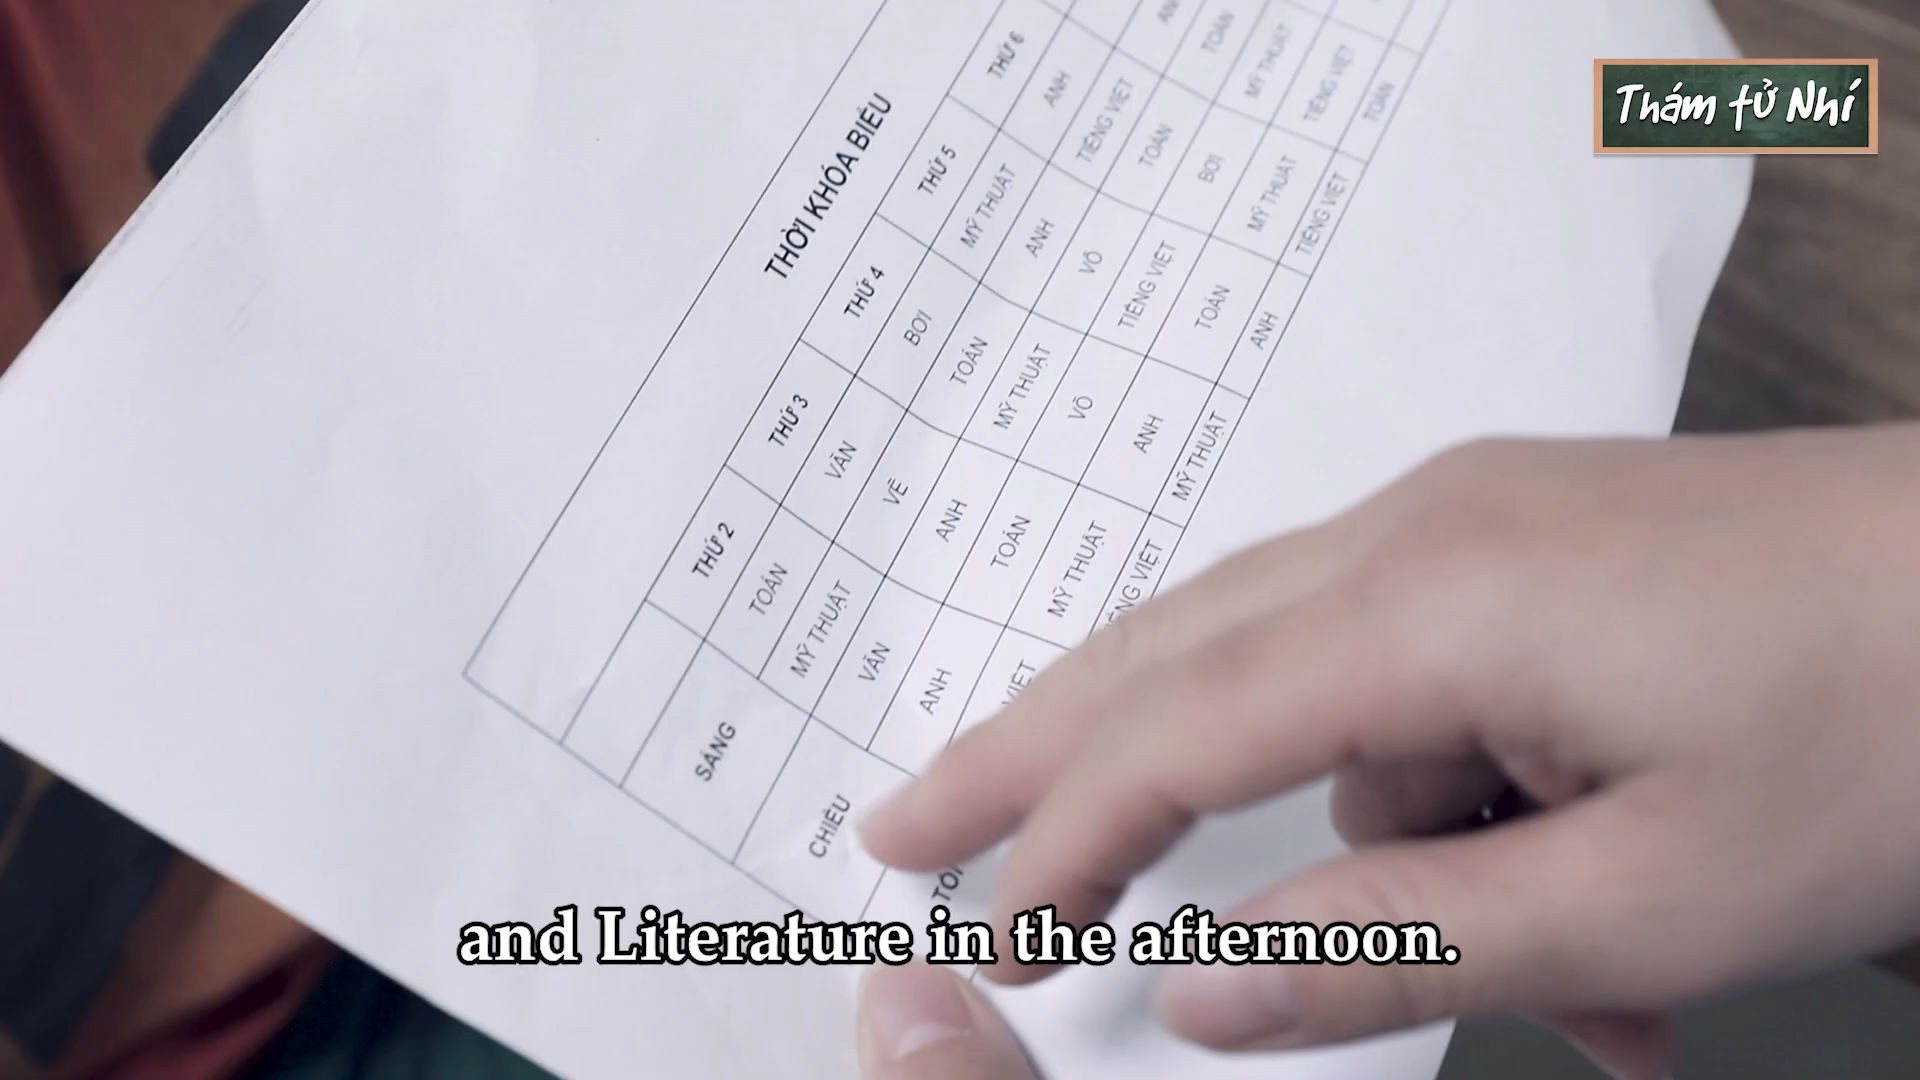 Thám tử Nhí
THỜI KHÓA BIỂU
THỨ 2 THỨ 3 THỨ 4 THỨ 5 THỨ 6
SÁNG TOÁN VĂN BƠI MỸ THUẬT ANH
MỸ THUẬT VẼ TOÁN ANH TIẾNG VIỆT
CHIỀU VĂN ANH MỸ THUẬT VÕ TOÁN TOÁN
ANH TOÁN VÕ TIẾNG VIỆT BƠI MỸ THUẬT
VIỆT MỸ THUẬT ANH TOÁN MỸ THUẬT TIẾNG VIỆT
VIỆT MỸ THUẬT ANH TIẾNG VIỆT TOÁN
and Literature in the afternoon.